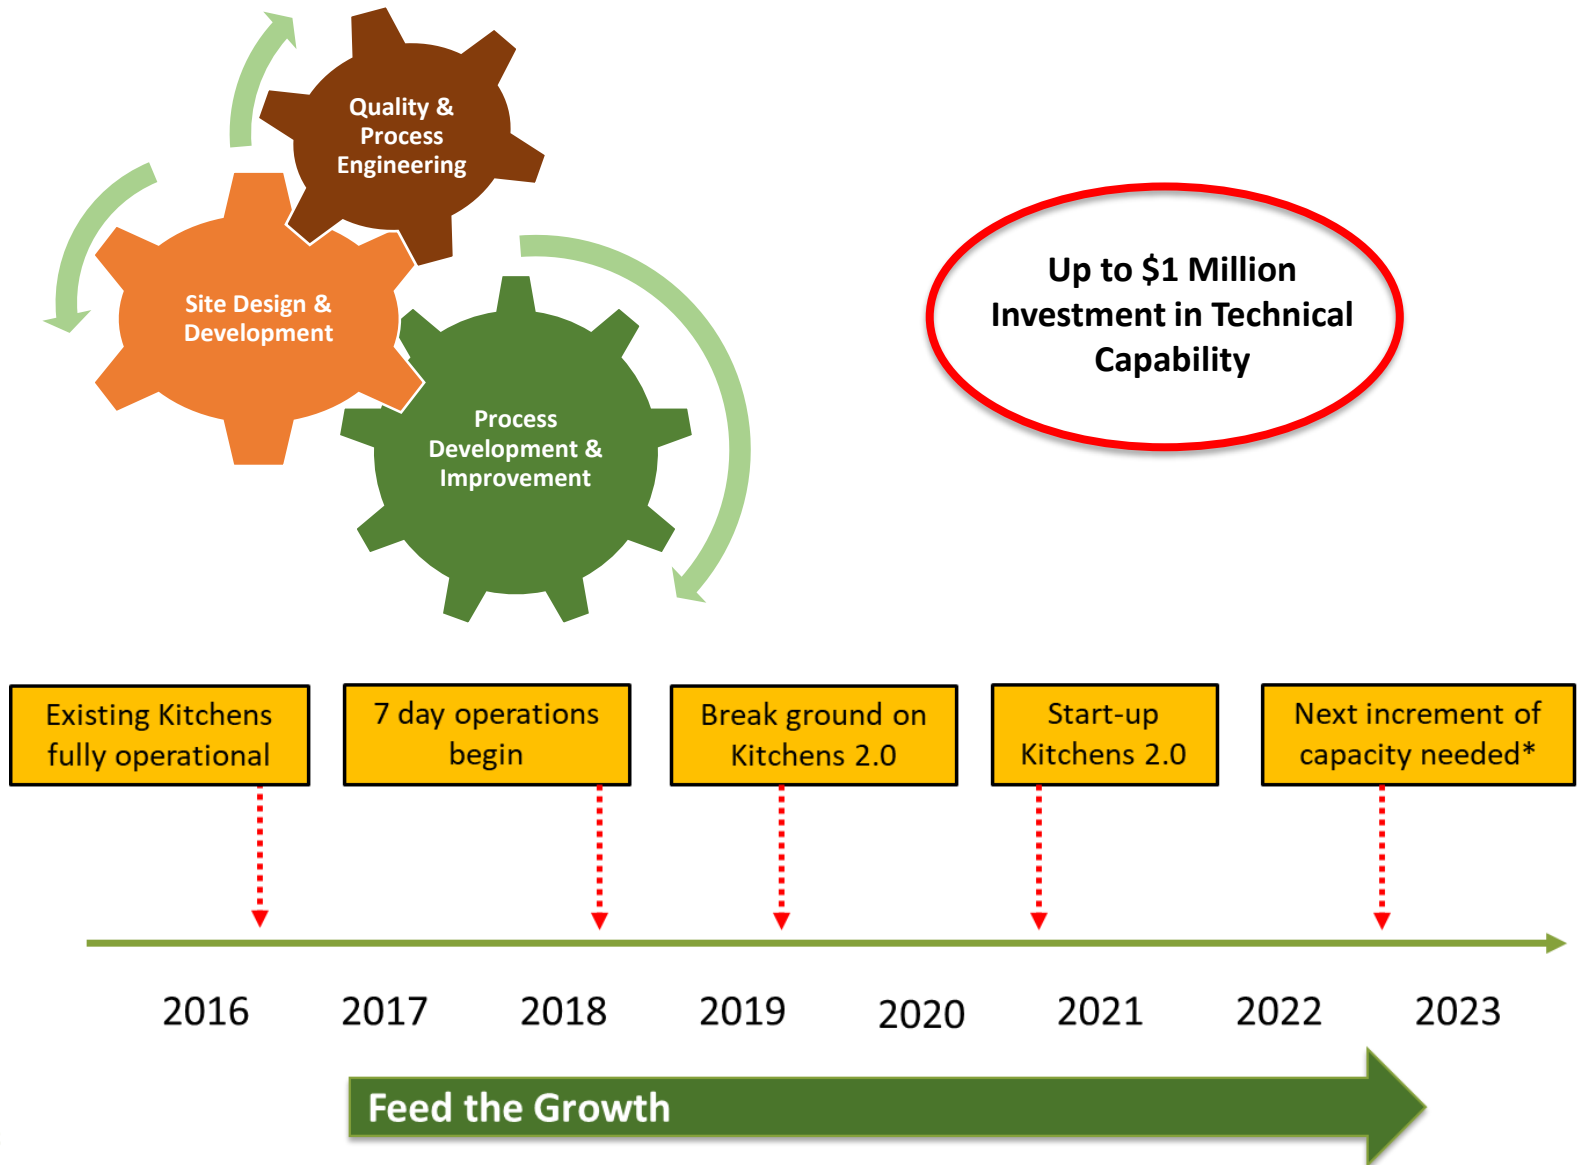 Quality &
Process
Engineering
Site Design &
Development
Process
Development &
Improvement
Up to $1 Million
Investment in Technical
Capability
Existing Kitchens
fully operational
7 day operations
begin
Break ground on
Kitchens 2.0
Start-up
Kitchens 2.0
Next increment of
capacity needed*
2016 2017 2018 2019 2020 2021 2022 2023
Feed the Growth